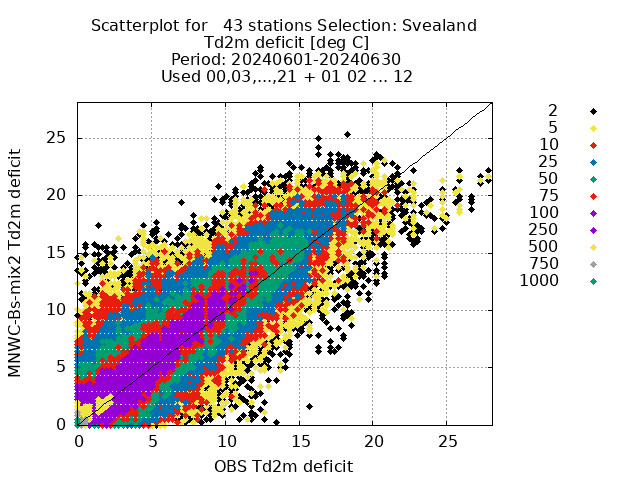 Scatterplot for   43 stations Selection: Svealand
Td2m deficit [deg C]
Period: 20240601-20240630
Used 00,03,...,21 + 01 02 ... 12
MNWC-Bs-mix2 Td2m deficit
25
20
15
10
5
0
0 5 10 15 20 25
OBS Td2m deficit
2
5
10
25
50
75
100
250
500
750
1000